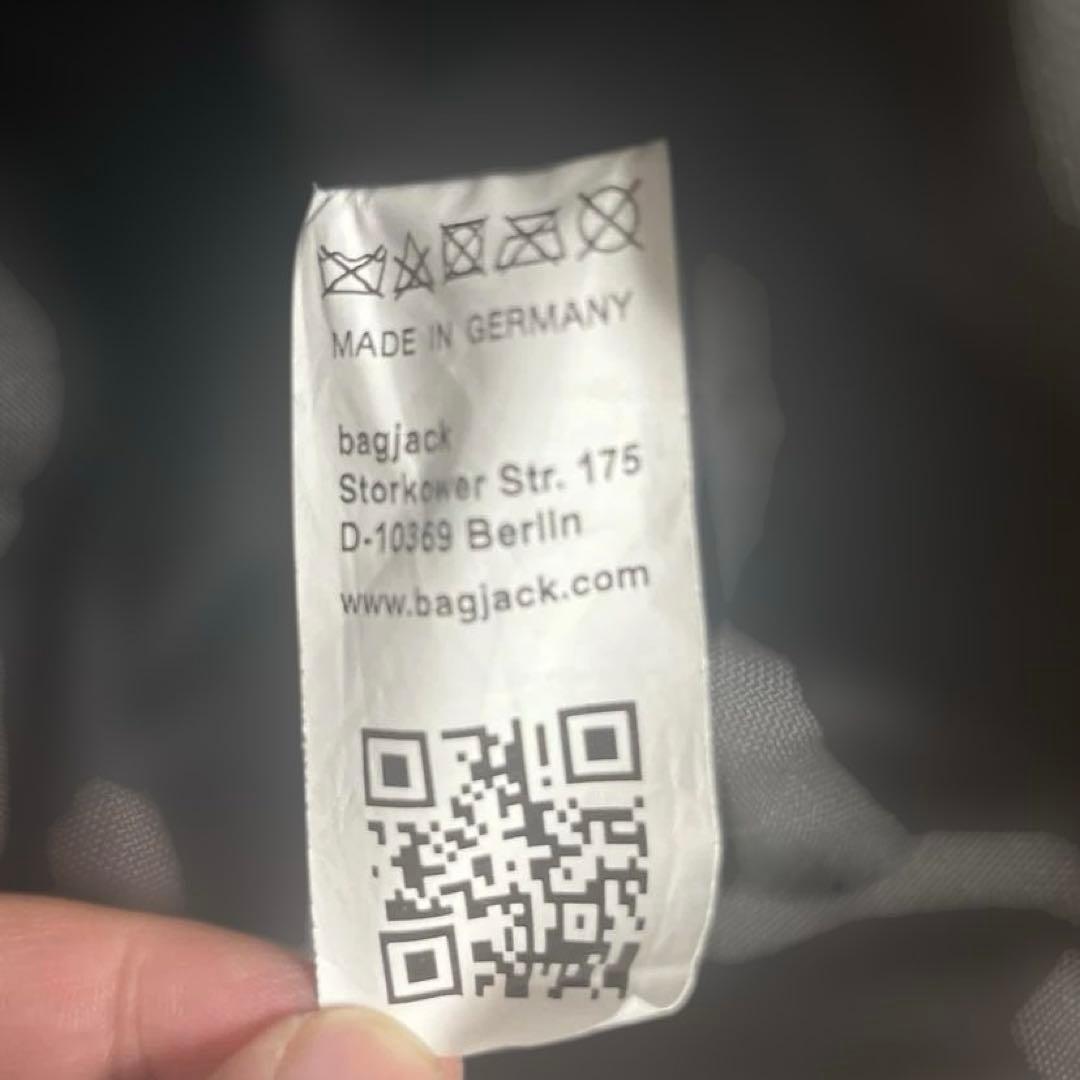 MADE IN GERMANY
bagjack
Storkower Str. 175
D-10369 Berlin
www.bagjack.com